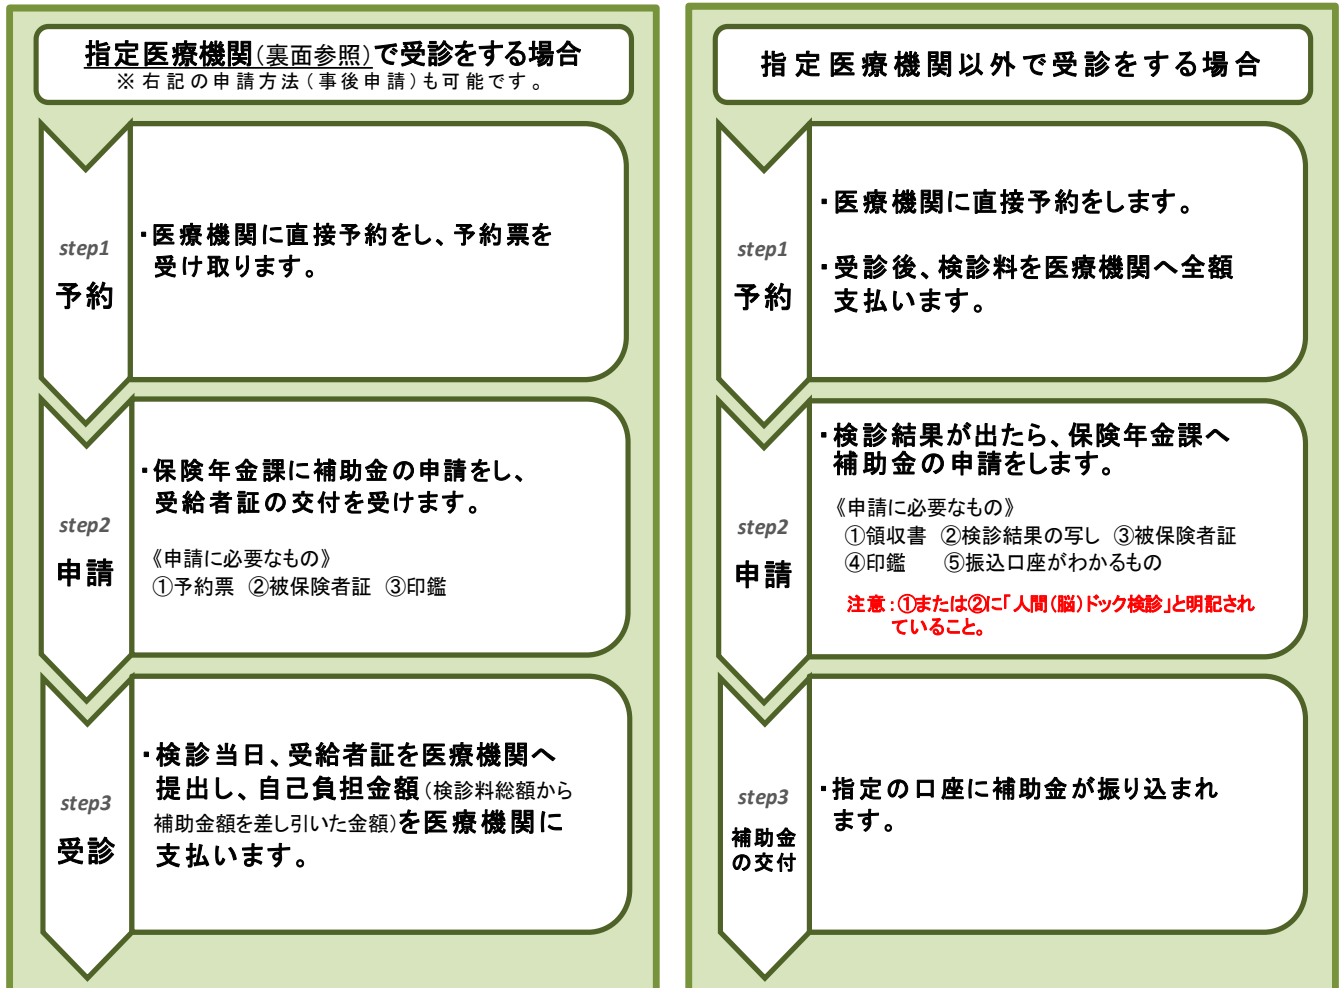 指定医療機関(裏面参照)で受診をする場合
※右記の申請方法(事後申請)も可能です。
step1
予約
・医療機関に直接予約をし、予約票を
受け取ります。
step2
申請
・保険年金課に補助金の申請をし、
受給者証の交付を受けます。
《申請に必要なもの》
①予約票 ②被保険者証 ③印鑑
step3
受診
・検診当日、受給者証を医療機関へ
提出し、自己負担金額(検診料総額から
補助金額を差し引いた金額)を医療機関に
支払います。
指定医療機関以外で受診をする場合
step1
予約
・医療機関に直接予約をします。
・受診後、検診料を医療機関へ全額
支払います。
step2
申請
・検診結果が出たら、保険年金課へ
補助金の申請をします。
《申請に必要なもの》
①領収書 ②検診結果の写し ③被保険者証
④印鑑 ⑤振込口座がわかるもの
注意:①または②に「人間(脳)ドック検診」と明記され
ていること。
step3
補助金
の交付
・指定の口座に補助金が振り込まれ
ます。